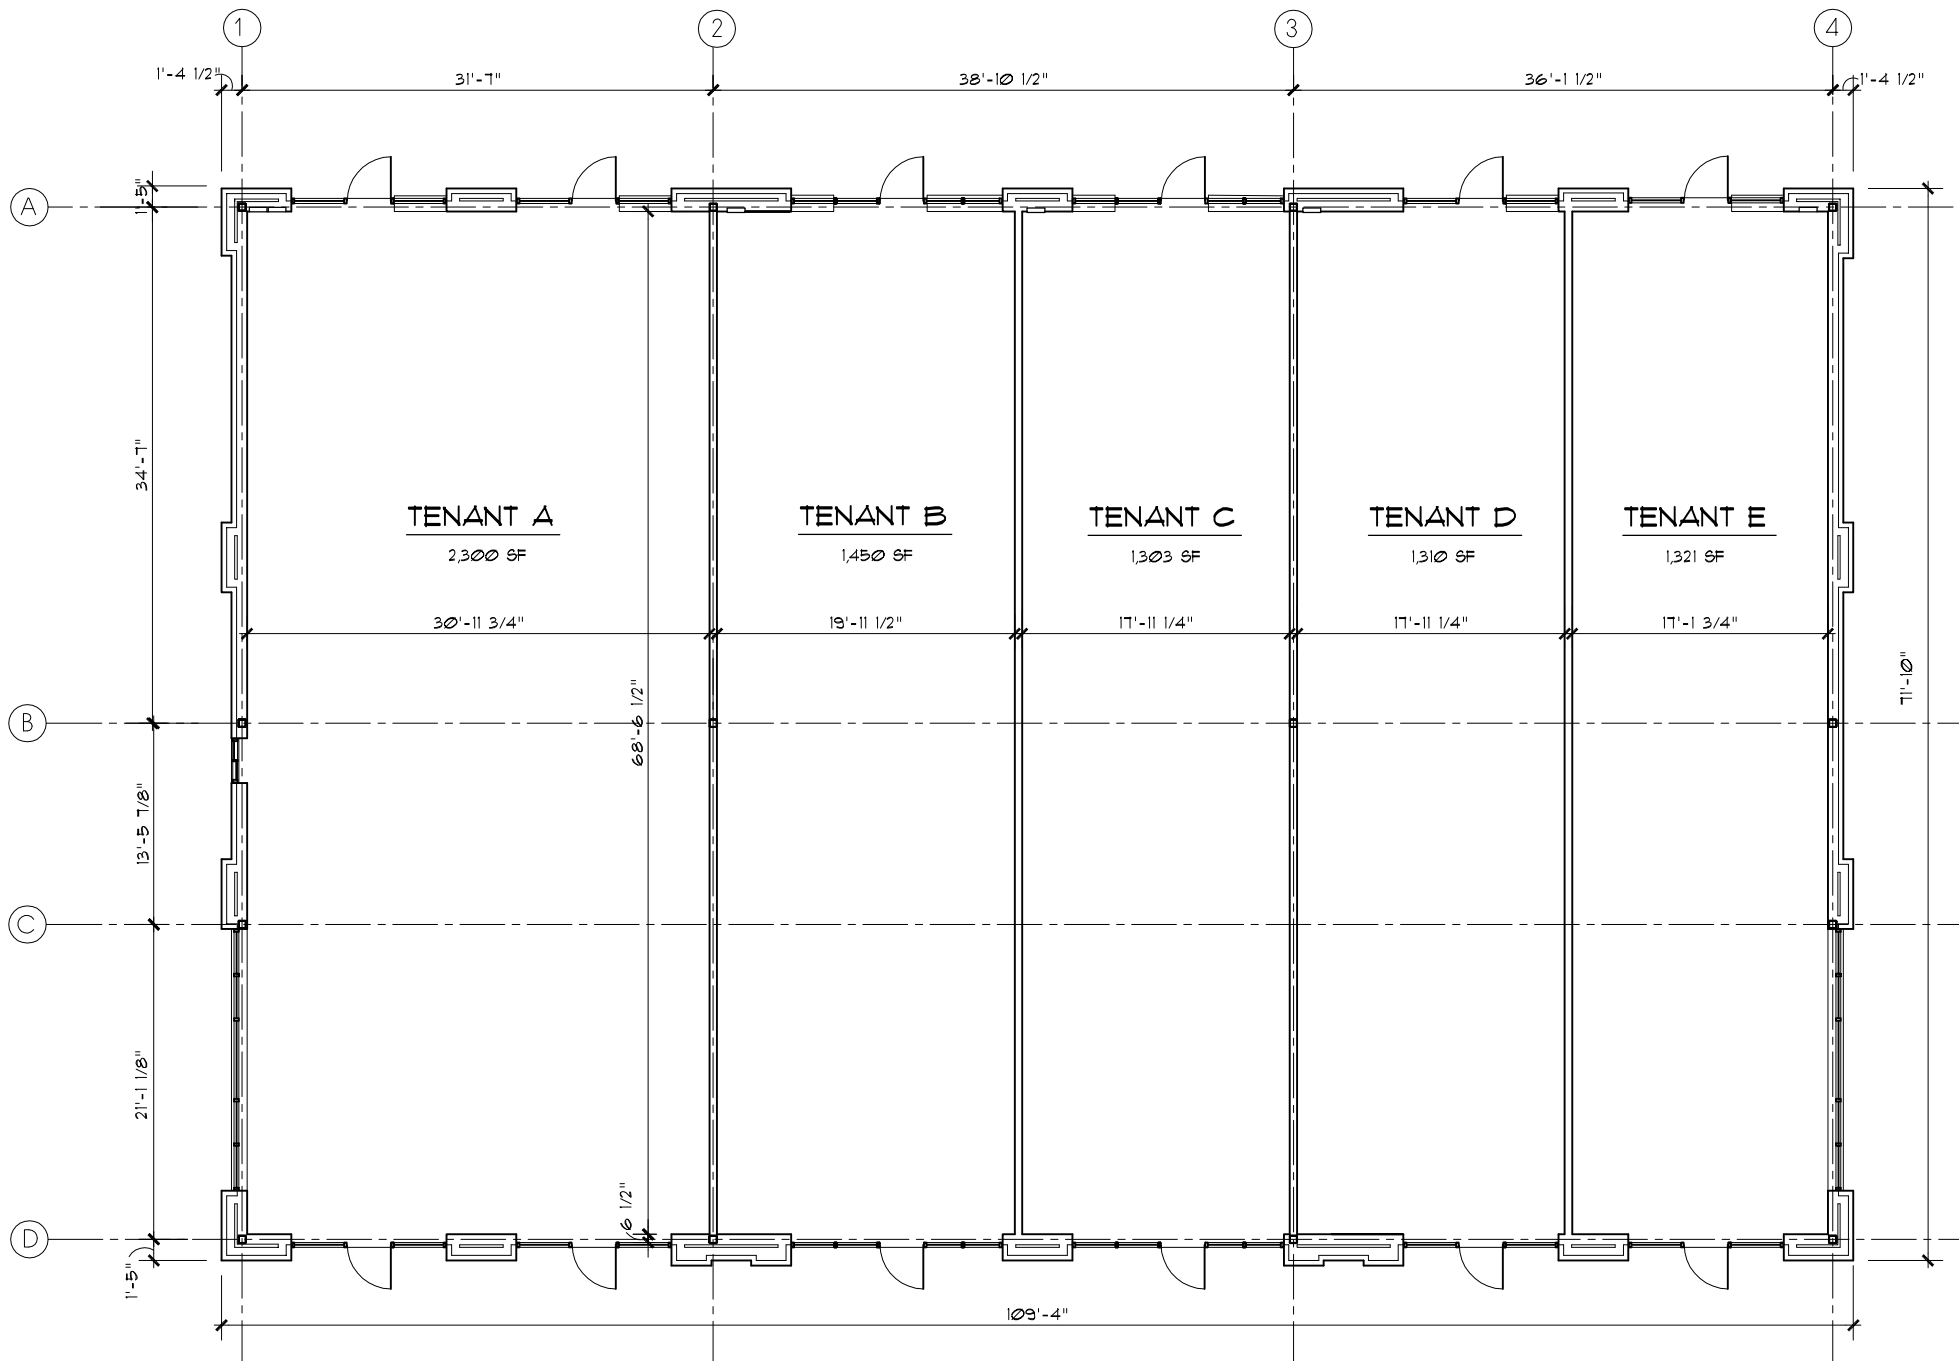 1 2 3 4
1'-4 1/2" 31'-7" 38'-10 1/2" 36'-1 1/2" 1'-4 1/2"
1'-5"
A
34'-7"
TENANT A TENANT B TENANT C TENANT D TENANT E
2,300 SF 1,450 SF 1,303 SF 1,310 SF 1,321 SF
30'-11 3/4" 19'-11 1/2" 17'-11 1/4" 17'-11 1/4" 17'-1 3/4"
71'-10"
68'-6 1/2"
B
13'-5 7/8"
C
21'-1 1/8"
6 1/2"
D
1'-5"
109'-4"